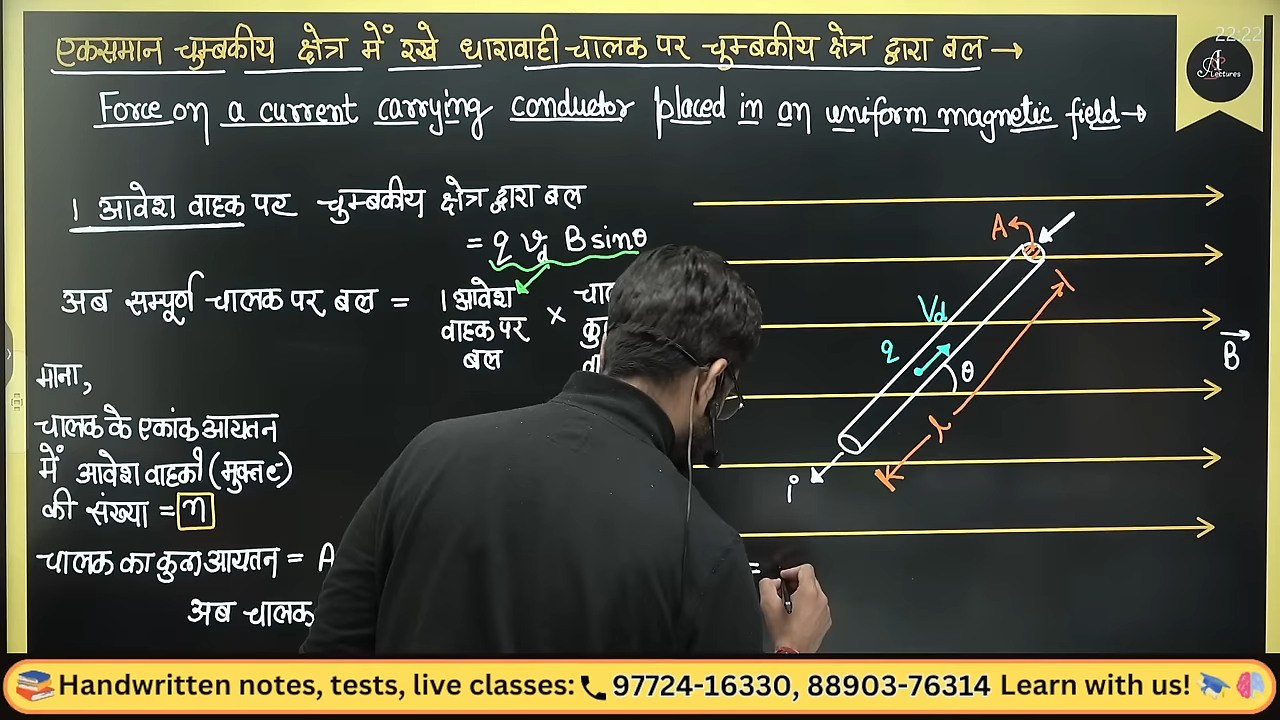 एकसमान चुम्बकीय क्षेत्र में रखे धारावाही चालक पर चुम्बकीय क्षेत्र द्वारा बल →
Force on a current carrying conductor placed in an uniform magnetic field →
22:22
Lectures
1 आवेश वाहक पर चुम्बकीय क्षेत्र द्वारा बल
= q vd B sinθ
अब सम्पूर्ण चालक पर बल = 1 आवेश वाहक पर बल ×
माना,
चालक के एकांक आयतन
में आवेश वाहकों (मुक्त e)
की संख्या = n
चालक का कुल आयतन = A
अब चालक
=
A
Vd
q
θ
l
i
B
Handwritten notes, tests, live classes: 97724-16330, 88903-76314 Learn with us!